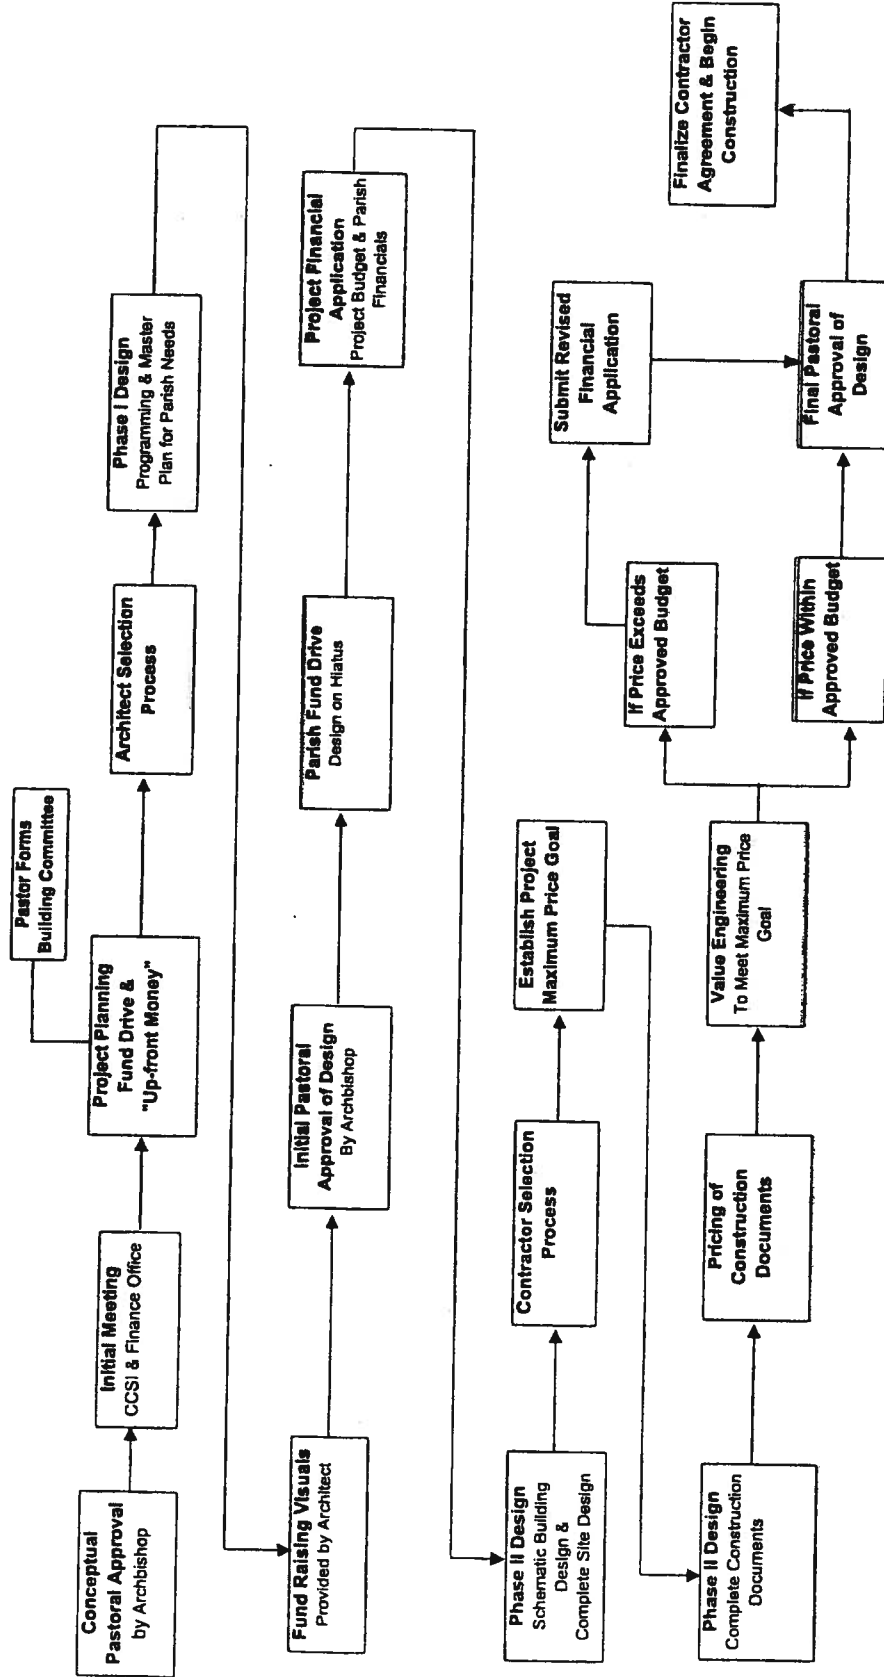 Conceptual
Pastoral Approval
by Archbishop
Initial Meeting
CCSI & Finance Office
Project Planning
Fund Drive &
"Up-front Money"
Pastor Forms
Building Committee
Architect Selection
Process
Phase I Design
Programming & Master
Plan for Parish Needs
Fund Raising Visuals
Provided by Architect
Initial Pastoral
Approval of Design
By Archbishop
Parish Fund Drive
Design on Hiatus
Project Financial
Application
Project Budget & Parish
Financials
Phase II Design
Schematic Building
Design &
Complete Site Design
Contractor Selection
Process
Establish Project
Maximum Price Goal
Phase II Design
Complete Construction
Documents
Pricing of
Construction
Documents
Value Engineering
To Meet Maximum Price
Goal
If Price Exceeds
Approved Budget
If Price Within
Approved Budget
Submit Revised
Financial
Application
Final Pastoral
Approval of
Design
Finalize Contractor
Agreement & Begin
Construction